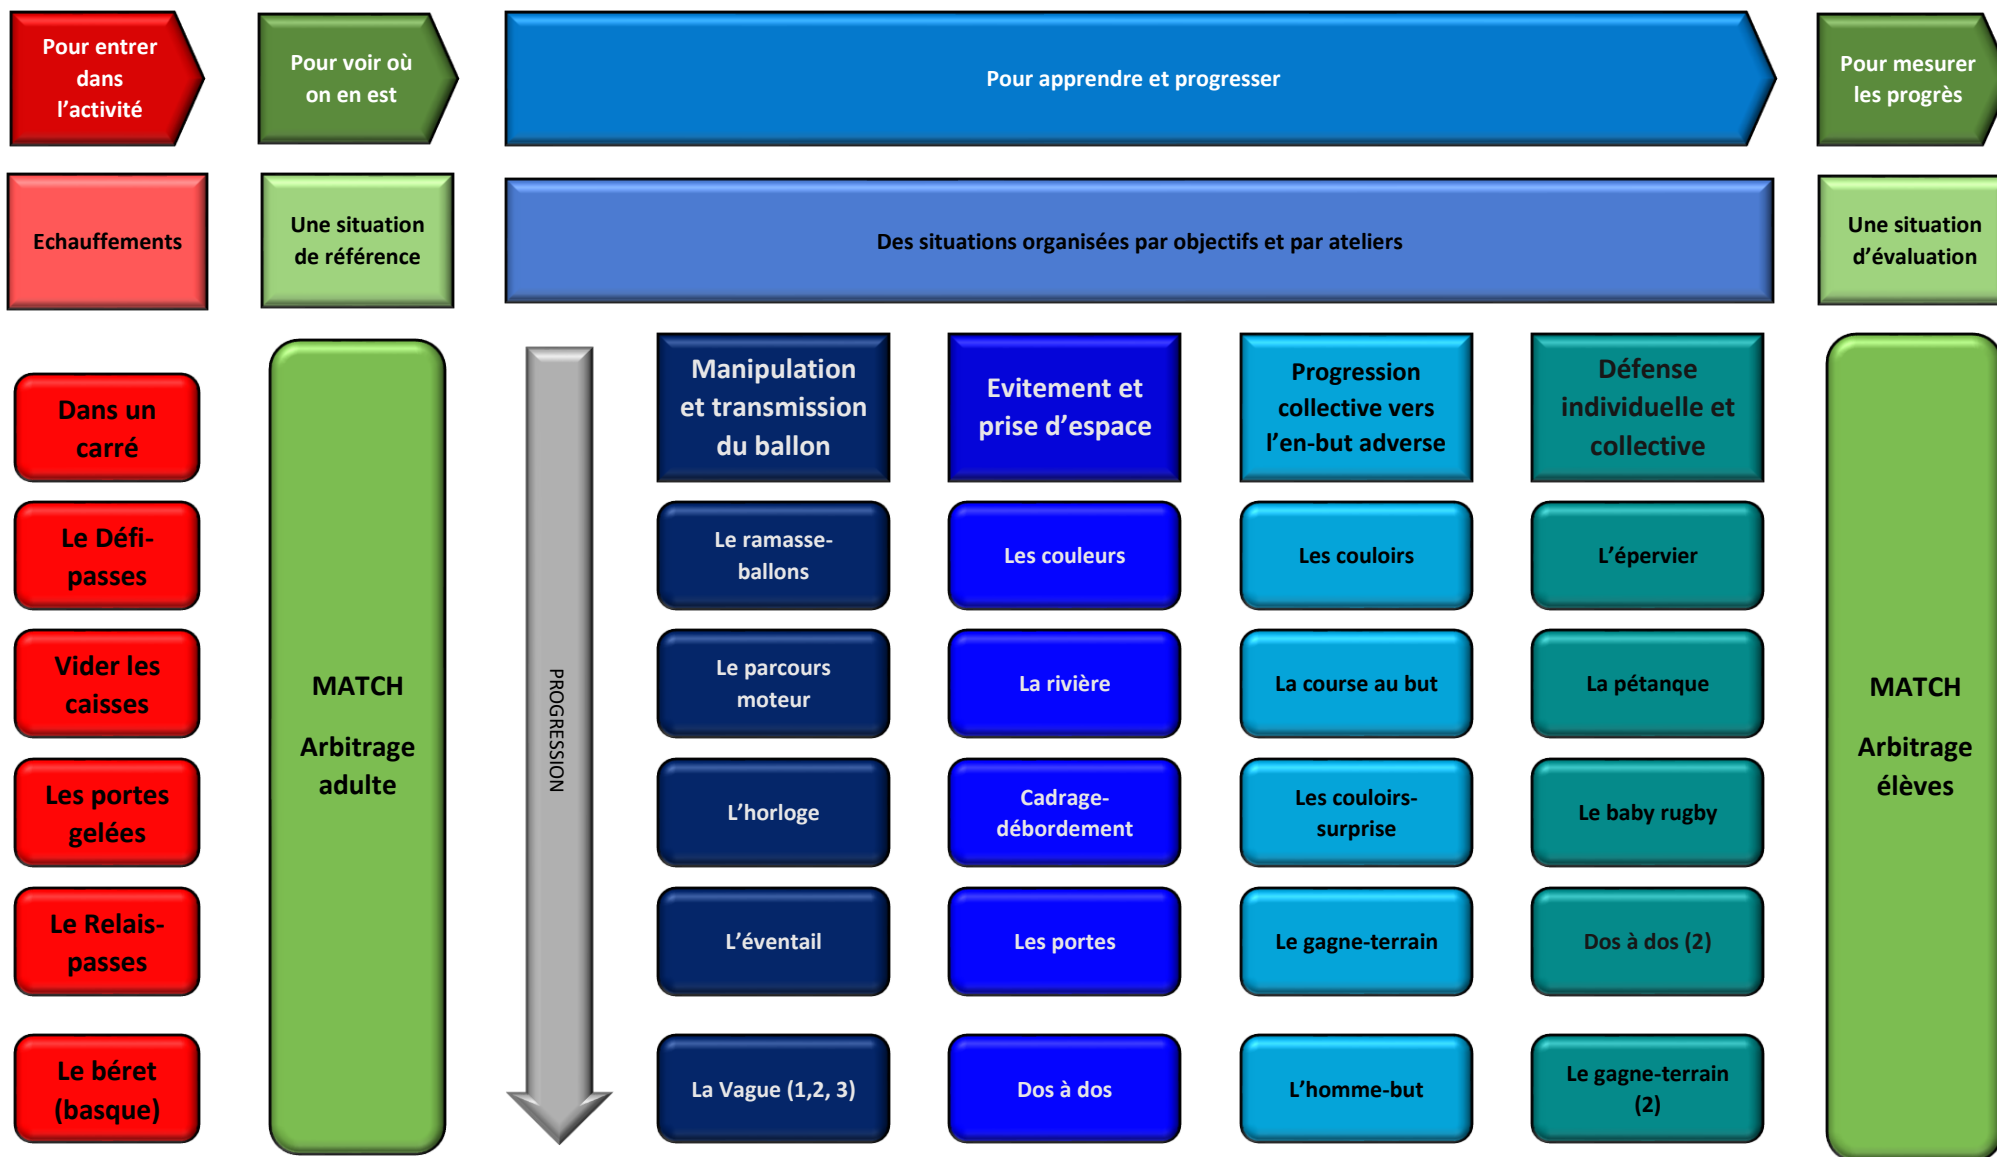 Pour entrer
dans
l’activité
Pour voir où
on en est
Pour apprendre et progresser
Pour mesurer
les progrès
Echauffements
Une situation
de référence
Des situations organisées par objectifs et par ateliers
Une situation
d’évaluation
Dans un
carré
Le Défi-
passes
Vider les
caisses
Les portes
gelées
Le Relais-
passes
Le béret
(basque)
MATCH
Arbitrage
adulte
PROGRESSION
Manipulation
et transmission
du ballon
Le ramasse-
ballons
Le parcours
moteur
L’horloge
L’éventail
La Vague (1,2, 3)
Evitement et
prise d’espace
Les couleurs
La rivière
Cadrage-
débordement
Les portes
Dos à dos
Progression
collective vers
l’en-but adverse
Les couloirs
La course au but
Les couloirs-
surprise
Le gagne-terrain
L’homme-but
Défense
individuelle et
collective
L’épervier
La pétanque
Le baby rugby
Dos à dos (2)
Le gagne-terrain
(2)
MATCH
Arbitrage
élèves